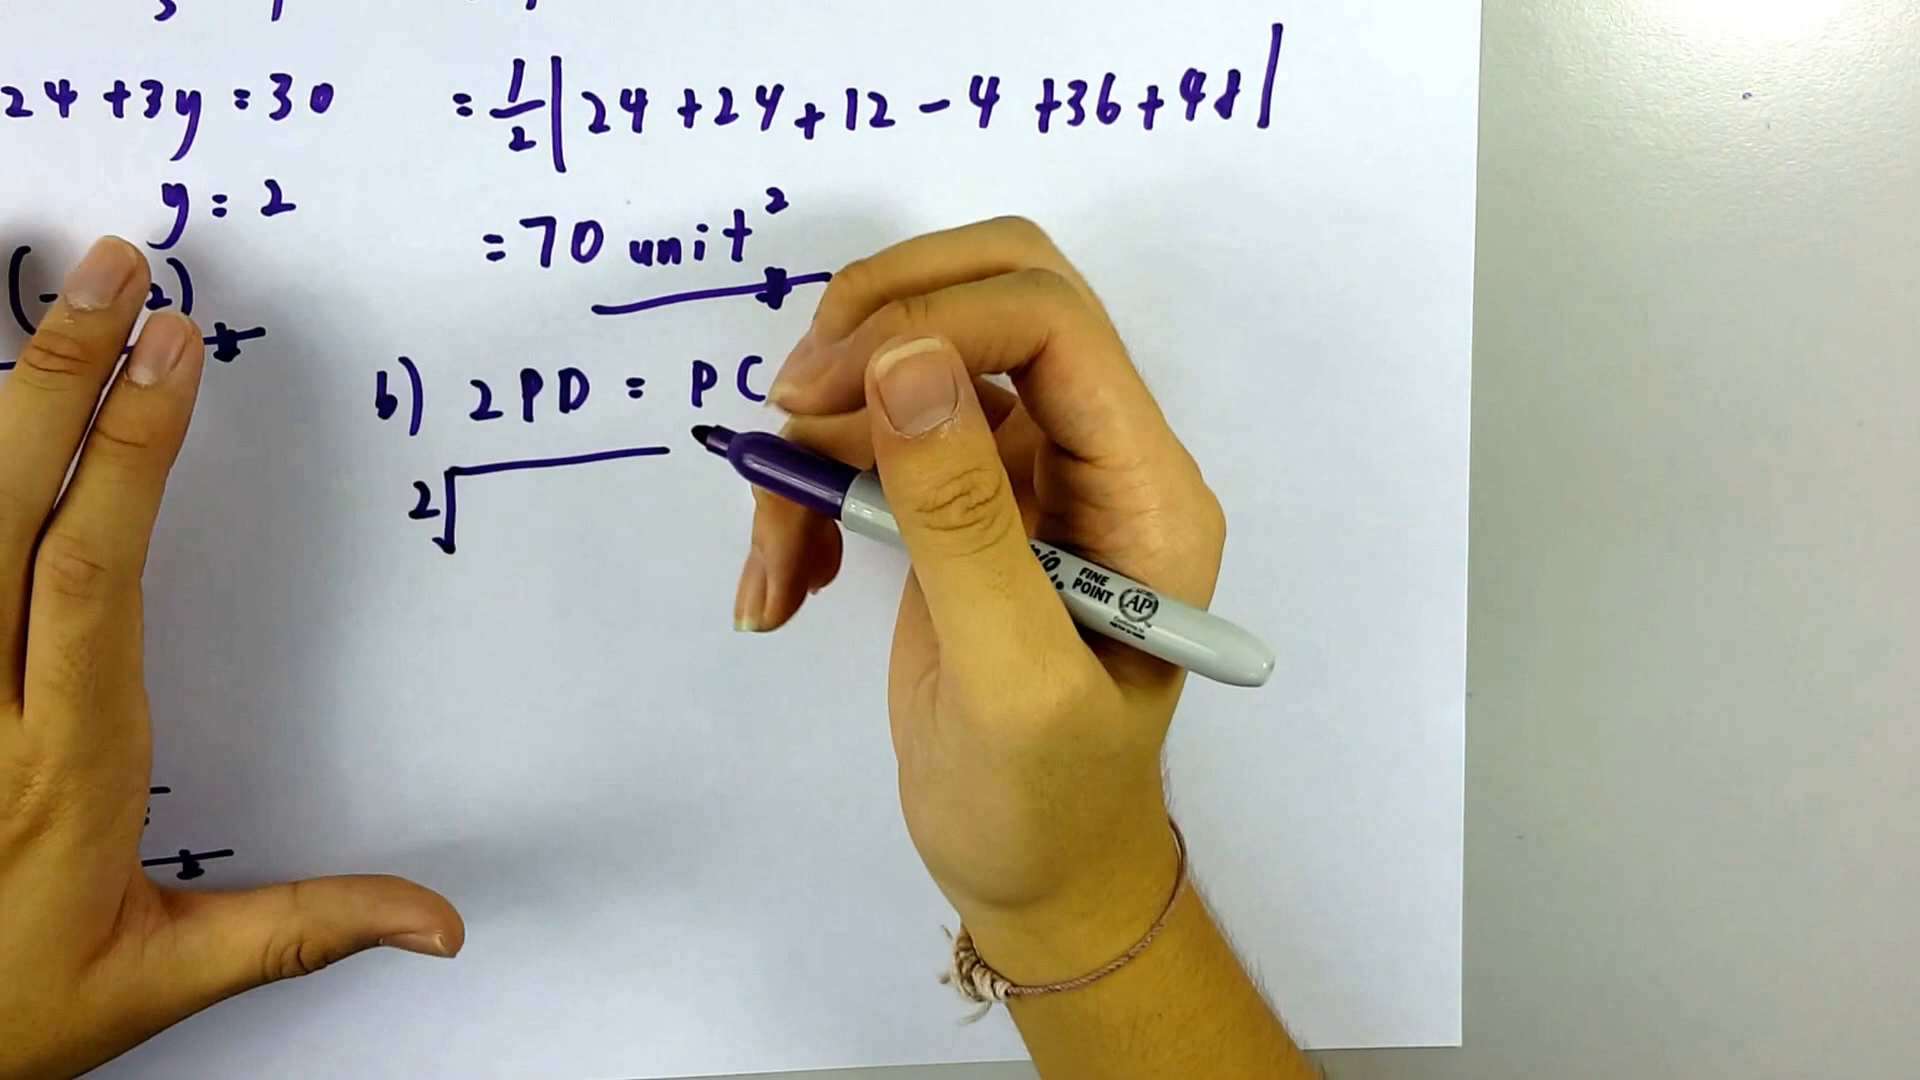 24 + 3y = 30
= 1/2 | 24 + 24 + 12 - 4 + 36 + 48 |
y = 2
= 70 unit²
b) 2PD = PC
2√
FINE
POINT
AP